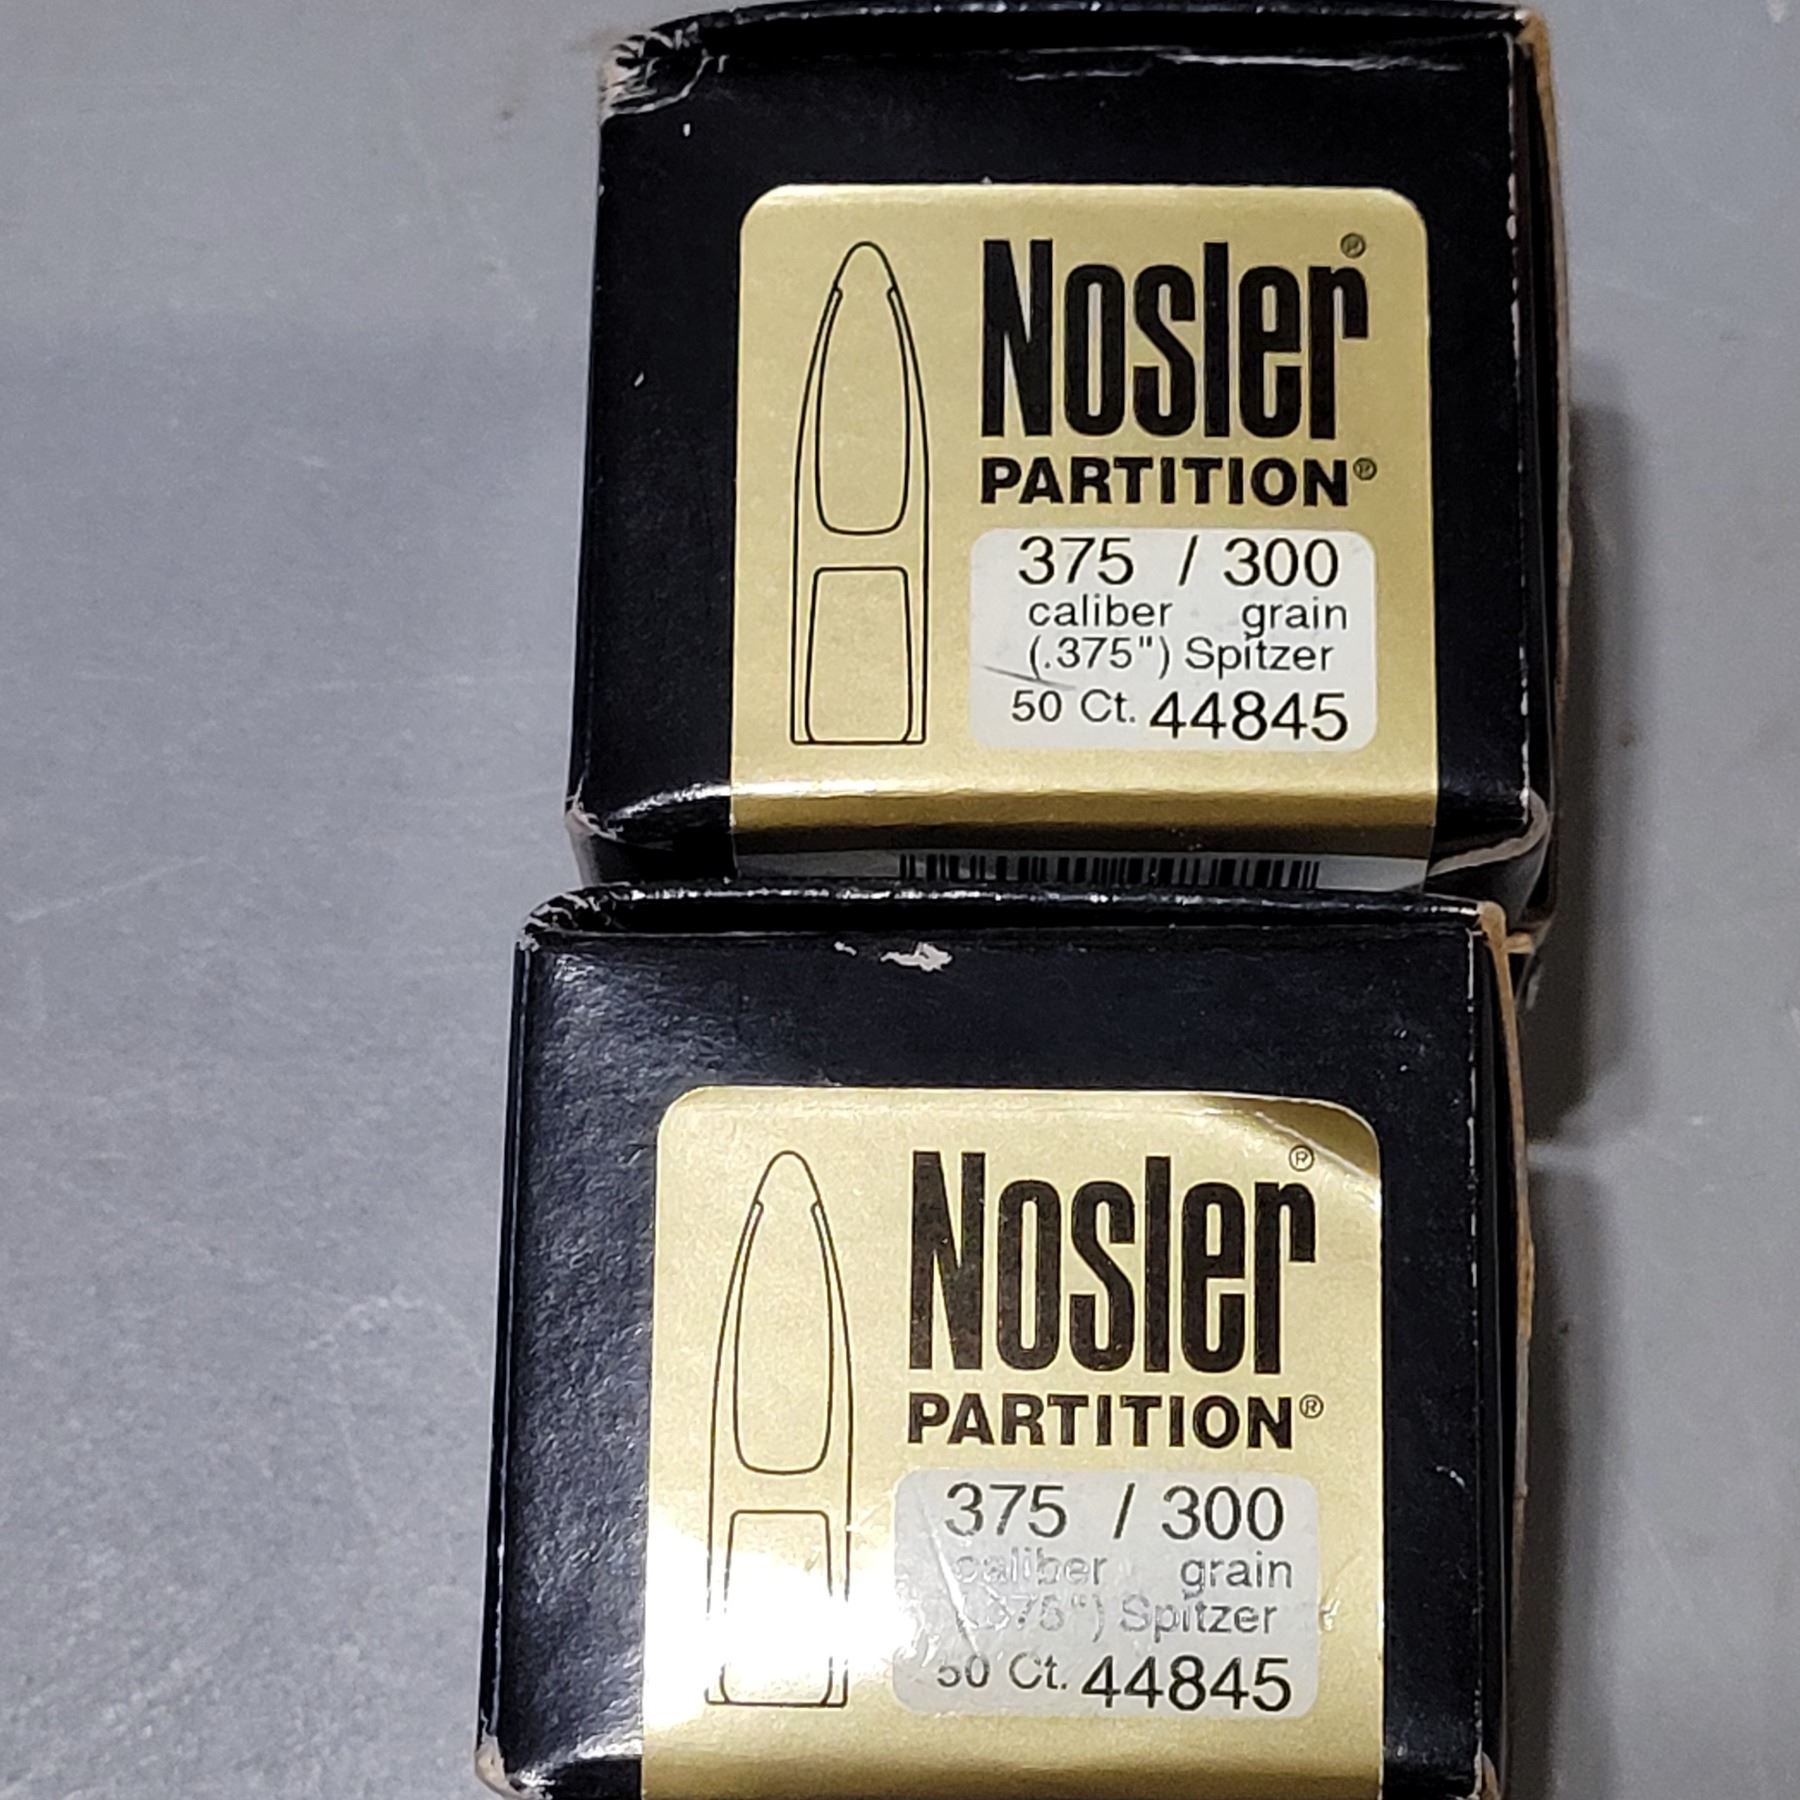 Nosler®
PARTITION®
375 / 300
caliber grain
(.375") Spitzer
50 Ct. 44845
Nosler®
PARTITION®
375 / 300
caliber grain
(.375") Spitzer
50 Ct. 44845